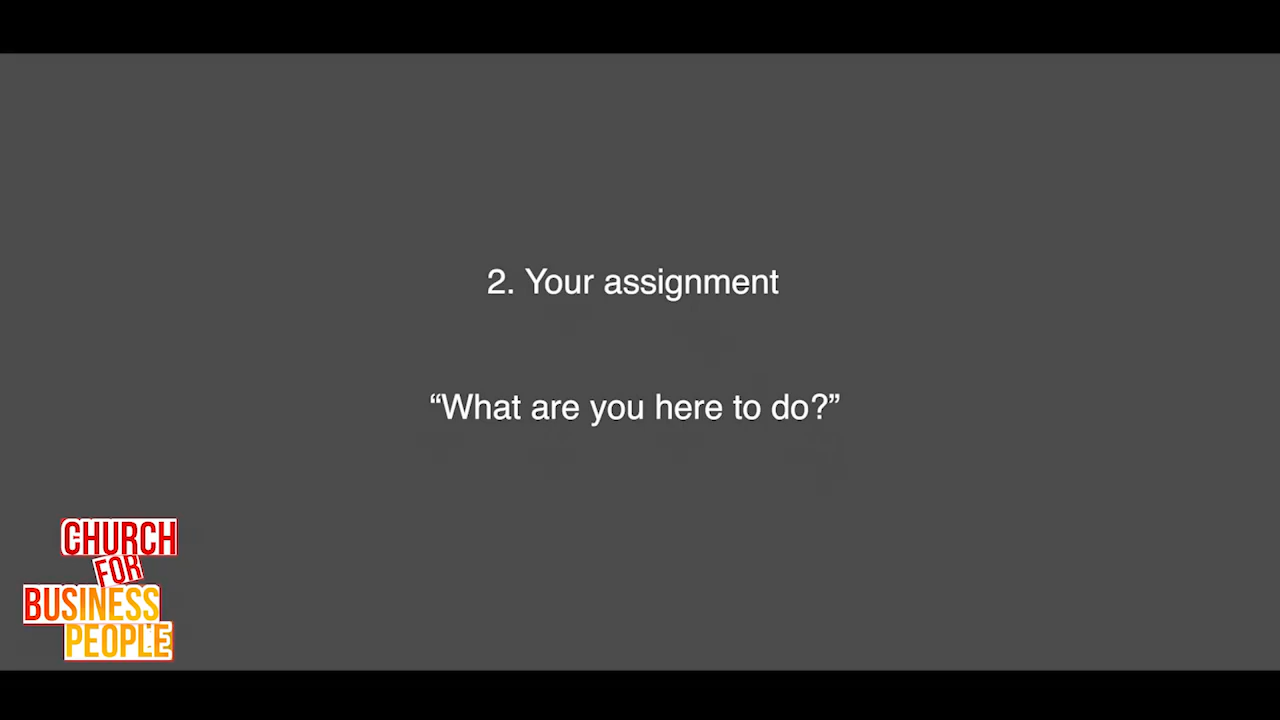 2. Your assignment
“What are you here to do?”
CHURCH
FOR
BUSINESS
PEOPLE